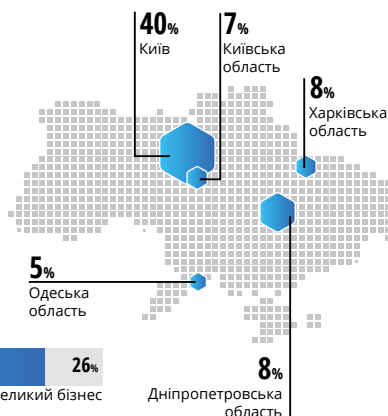 40%
Київ
7%
Київська
область
8%
Харківська
область
5%
Одеська
область
26%
еликий бізнес
8%
Дніпропетровська
область